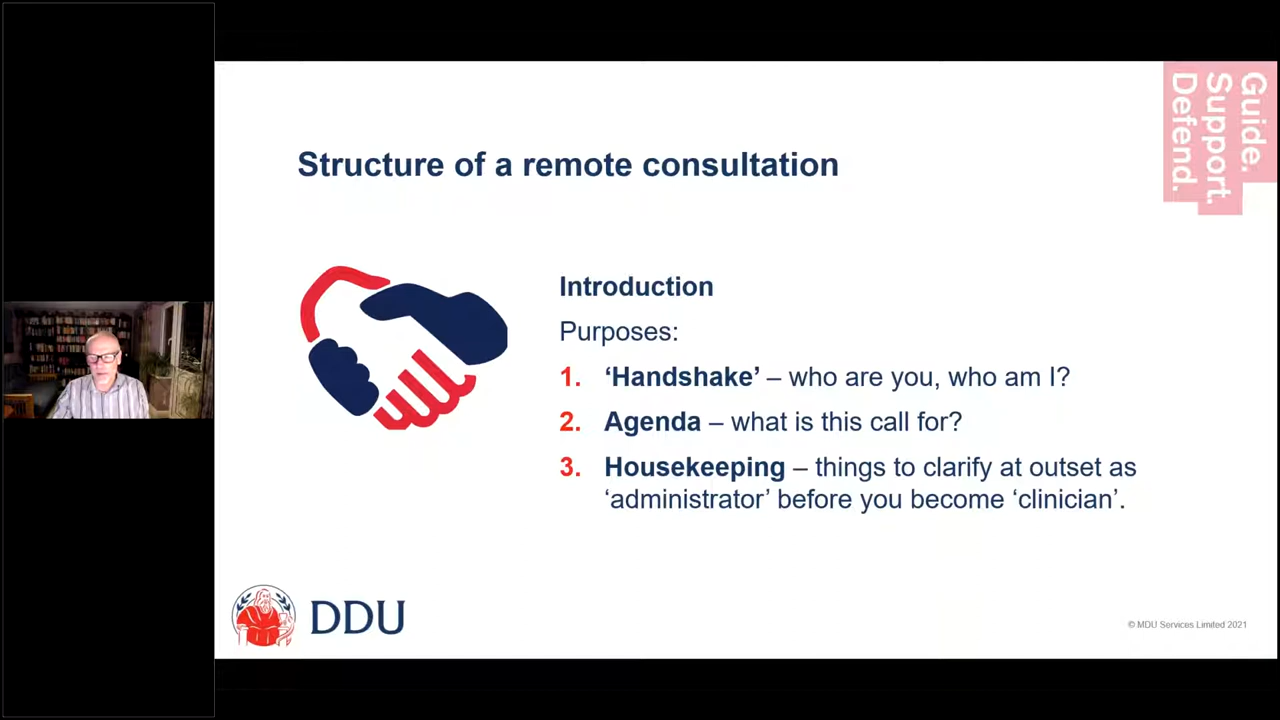 Guide.
Support.
Defend.
Structure of a remote consultation
Introduction
Purposes:
1. ‘Handshake’ – who are you, who am I?
2. Agenda – what is this call for?
3. Housekeeping – things to clarify at outset as
‘administrator’ before you become ‘clinician’.
DDU
© MDU Services Limited 2021